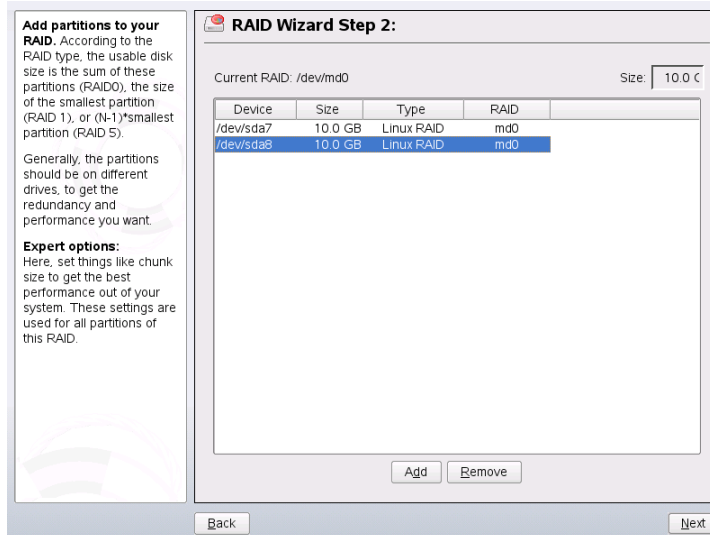 Add partitions to your
RAID. According to the
RAID type, the usable disk
size is the sum of these
partitions (RAID0), the size
of the smallest partition
(RAID 1), or (N-1)*smallest
partition (RAID 5).
Generally, the partitions
should be on different
drives, to get the
redundancy and
performance you want.
Expert options:
Here, set things like chunk
size to get the best
performance out of your
system. These settings are
used for all partitions of
this RAID.
RAID Wizard Step 2:
Current RAID: /dev/md0 Size: 10.0
Device Size Type RAID
/dev/sda7 10.0 GB Linux RAID md0
/dev/sda8 10.0 GB Linux RAID md0
Add Remove
Back Next